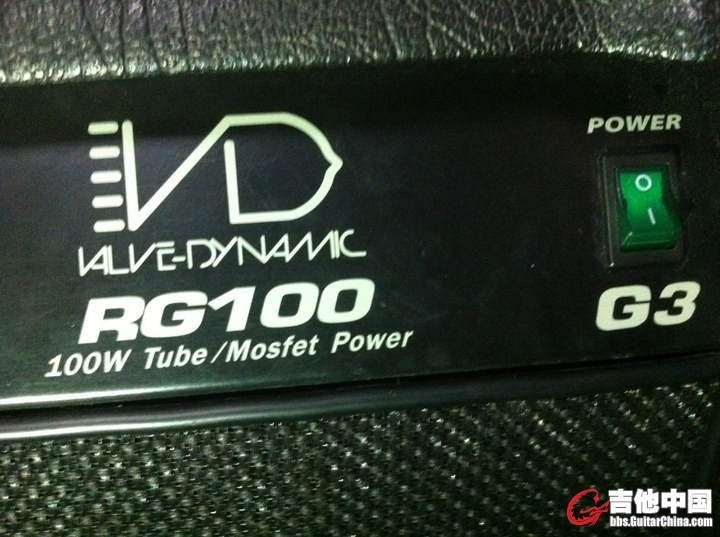 VD
VALVE-DYNAMIC
RG100
100W Tube/Mosfet Power
POWER
O
I
G3
吉他中国
bbs.GuitarChina.com